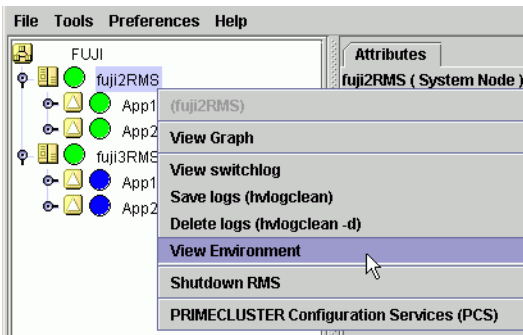 File Tools Preferences Help
FUJI
Attributes
fuji2RMS
fuji2RMS ( System Node )
App1
(fuji2RMS)
App2
View Graph
fuji3RMS
View switchlog
App1
Save logs (hvlogclean)
App2
Delete logs (hvlogclean -d)
View Environment
Shutdown RMS
PRIMECLUSTER Configuration Services (PCS)